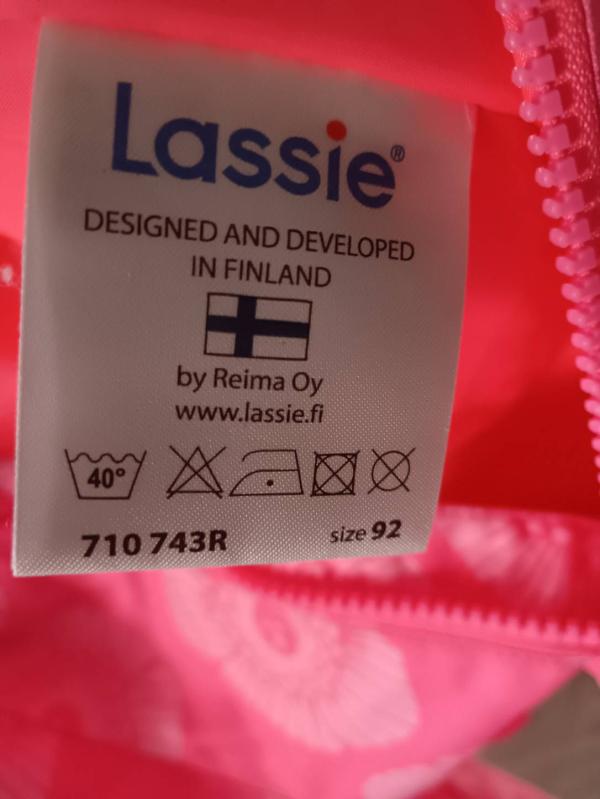 Lassie®
DESIGNED AND DEVELOPED
IN FINLAND
by Reima Oy
www.lassie.fi
40°
710 743R size 92